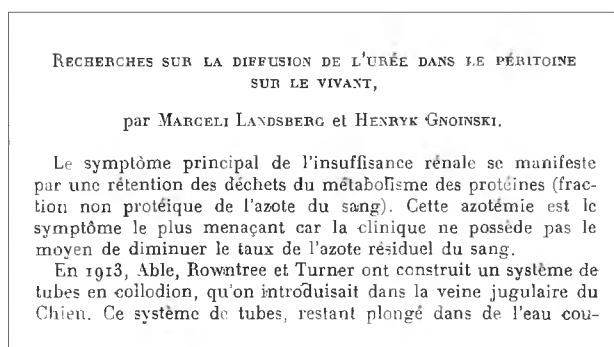 RECHERCHES SUR LA DIFFUSION DE L'URÉE DANS LE PÉRITOINE
SUR LE VIVANT,
par MARCELI LANDSBERG et HENRYK GNOINSKI.
Le symptôme principal de l'insuffisance rénale se manifeste
par une rétention des déchets du métabolisme des protéines (frac-
tion non protéique de l'azote du sang). Cette azotémie est le
symptôme le plus menaçant car la clinique ne possède pas le
moyen de diminuer le taux de l'azote résiduel du sang.
En 1913, Able, Rowntree et Turner ont construit un système de
tubes en collodion, qu'on introduisait dans la veine jugulaire du
Chien. Ce système de tubes, restant plongé dans de l'eau cou-